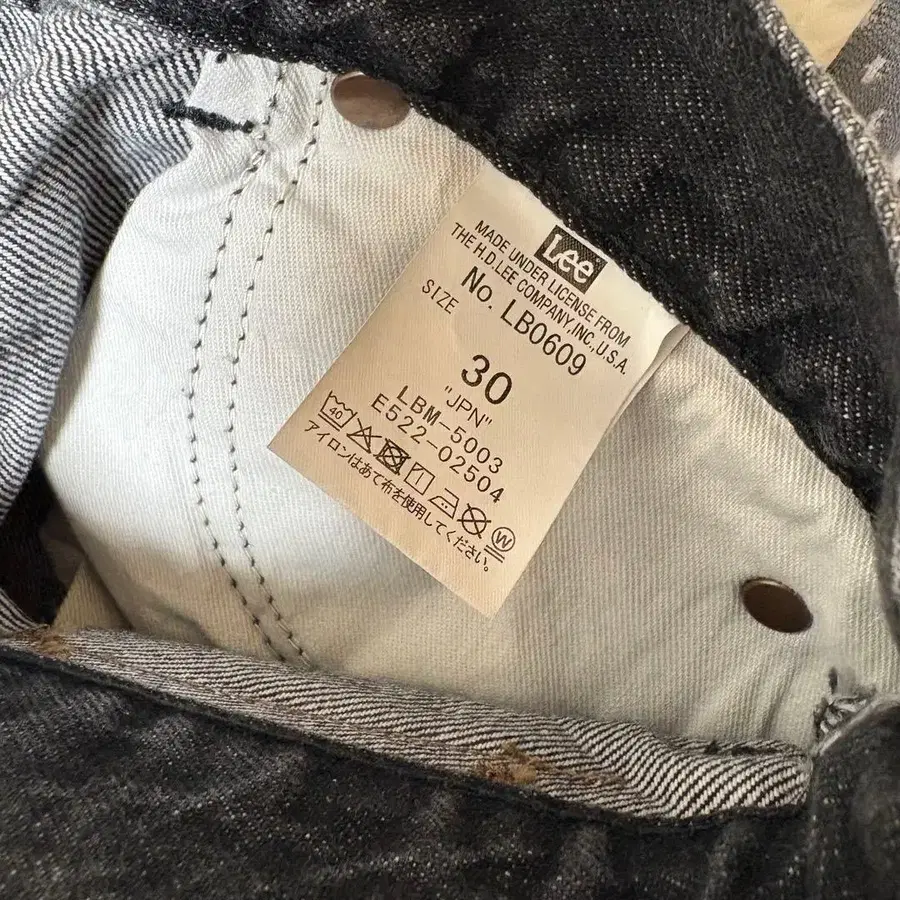 Lee
MADE UNDER LICENSE FROM
THE H.D.LEE COMPANY,INC.,U.S.A.
No. LB0609
SIZE
30
"JPN"
LBM-5003
E522-02504
40
W
アイロンはあて布を使用してください。